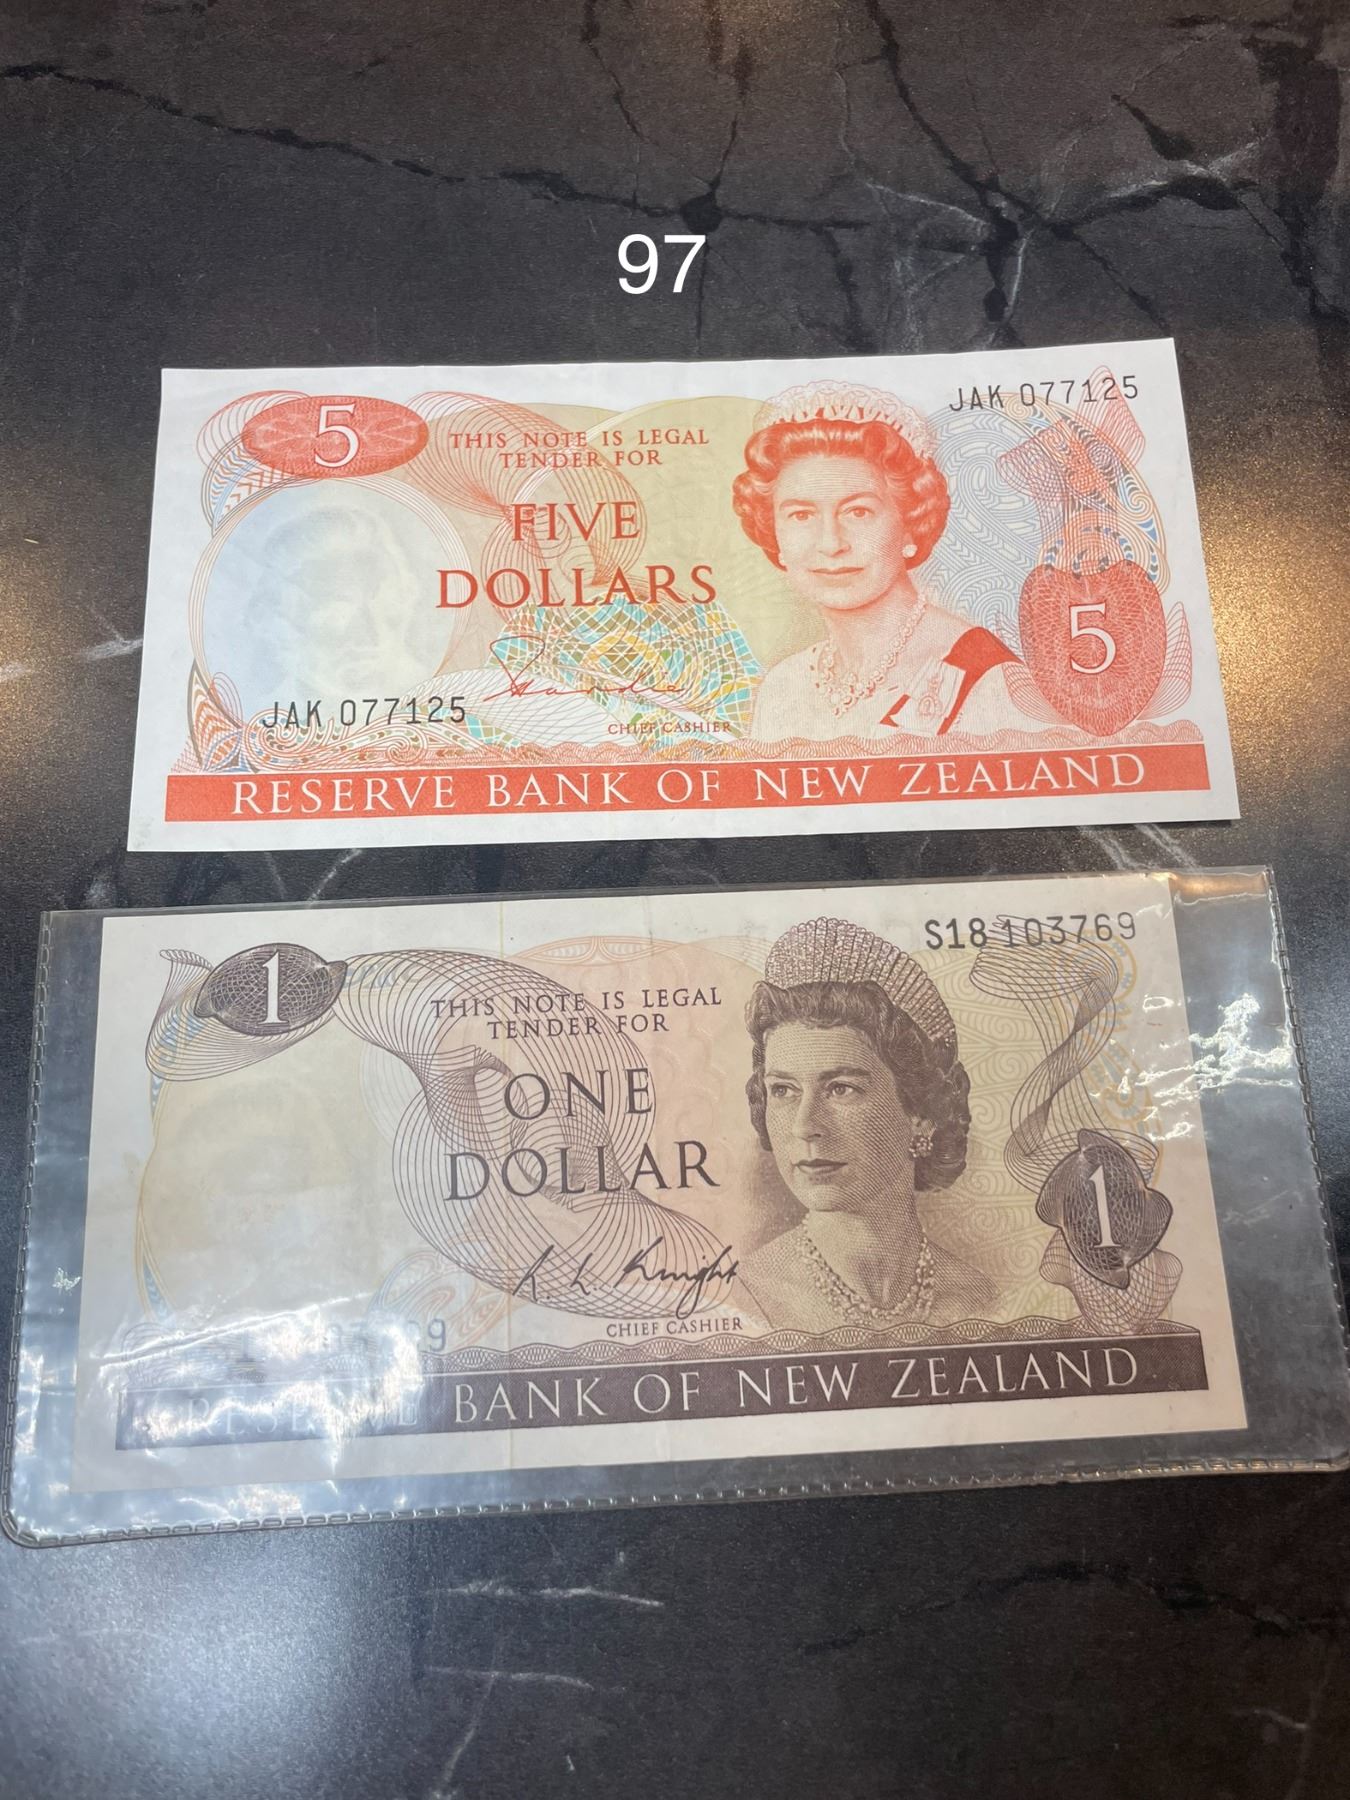 97
5
JAK 077125
THIS NOTE IS LEGAL
TENDER FOR
FIVE
DOLLARS
5
JAK 077125
CHIEF CASHIER
RESERVE BANK OF NEW ZEALAND
1
S18 103769
THIS NOTE IS LEGAL
TENDER FOR
ONE
DOLLAR
1
R. L. Knight
CHIEF CASHIER
RESERVE BANK OF NEW ZEALAND